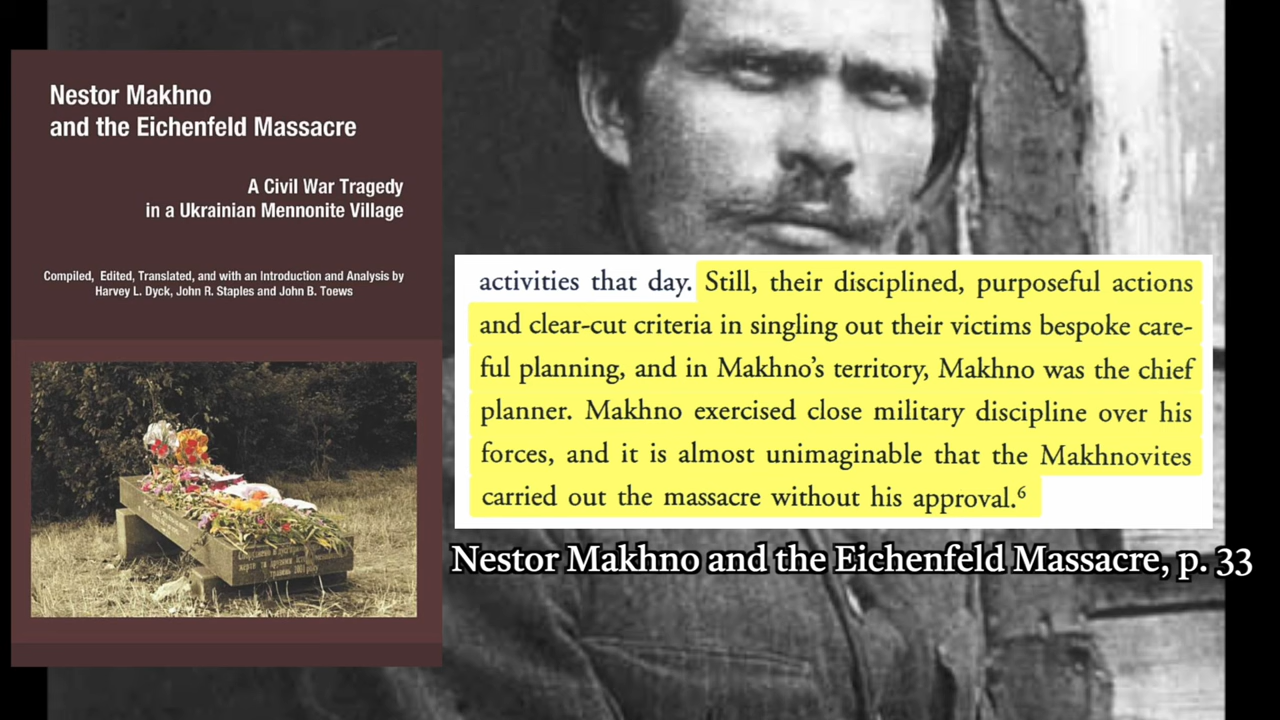 Nestor Makhno
and the Eichenfeld Massacre
A Civil War Tragedy
in a Ukrainian Mennonite Village
Compiled, Edited, Translated, and with an Introduction and Analysis by
Harvey L. Dyck, John R. Staples and John B. Toews
activities that day. Still, their disciplined, purposeful actions
and clear-cut criteria in singling out their victims bespoke care-
ful planning, and in Makhno's territory, Makhno was the chief
planner. Makhno exercised close military discipline over his
forces, and it is almost unimaginable that the Makhnovites
carried out the massacre without his approval.⁶
Nestor Makhno and the Eichenfeld Massacre, p. 33